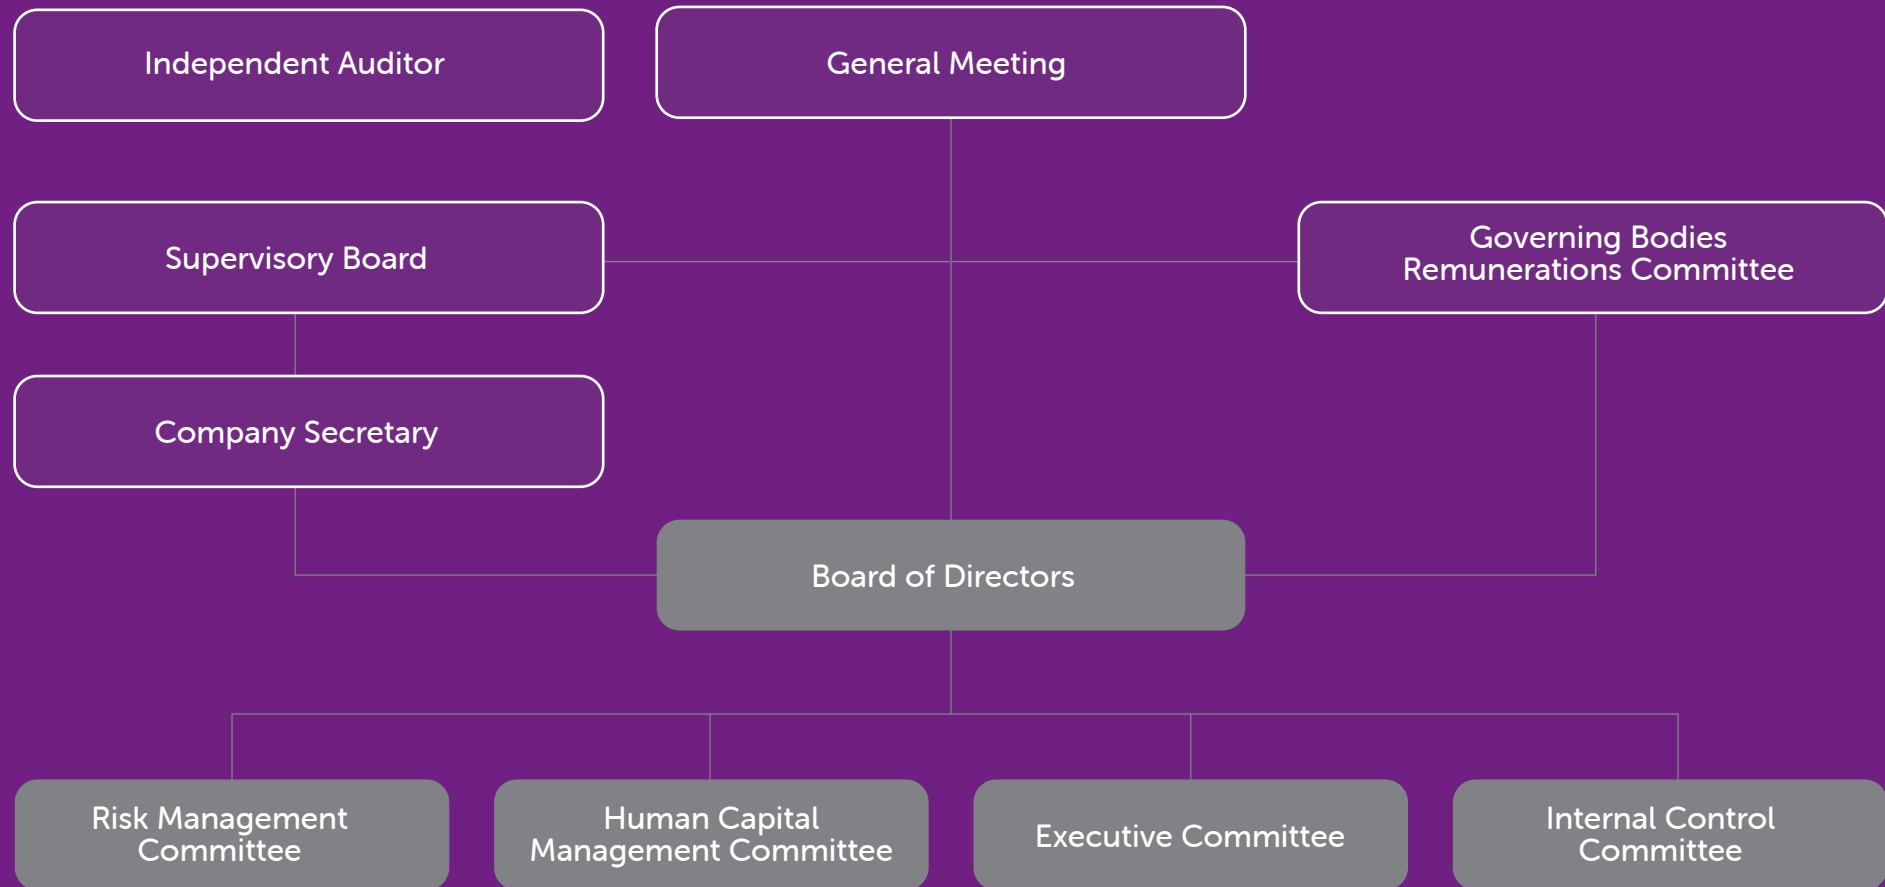 Independent Auditor
General Meeting
Supervisory Board
Governing Bodies
Remunerations Committee
Company Secretary
Board of Directors
Risk Management
Committee
Human Capital
Management Committee
Executive Committee
Internal Control
Committee